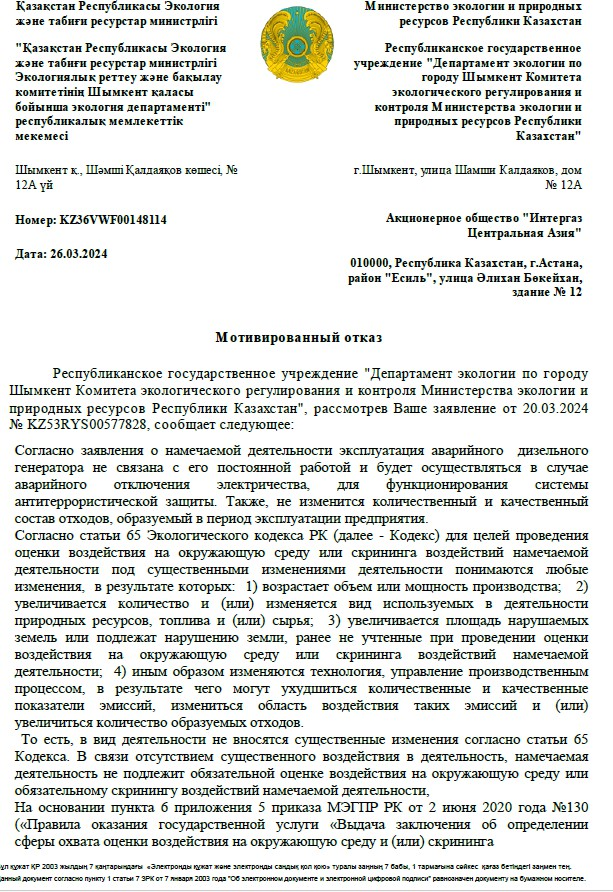 Қазақстан Республикасы Экология
және табиғи ресурстар министрлігі
"Қазақстан Республикасы Экология
және табиғи ресурстар министрлігі
Экологиялық реттеу және бақылау
комитетінің Шымкент қаласы
бойынша экология департаменті"
республикалық мемлекеттік
мекемесі
Шымкент қ., Шәмші Қалдаяқов көшесі, №
12А үй
Номер: KZ36VWF00148114
Дата: 26.03.2024
Министерство экологии и природных
ресурсов Республики Казахстан
Республиканское государственное
учреждение "Департамент экологии по
городу Шымкент Комитета
экологического регулирования и
контроля Министерства экологии и
природных ресурсов Республики
Казахстан"
г.Шымкент, улица Шамши Калдаяков, дом
№ 12А
Акционерное общество "Интергаз
Центральная Азия"
010000, Республика Казахстан, г.Астана,
район "Есиль", улица Әлихан Бөкейхан,
здание № 12
Мотивированный отказ
Республиканское государственное учреждение "Департамент экологии по городу
Шымкент Комитета экологического регулирования и контроля Министерства экологии и
природных ресурсов Республики Казахстан", рассмотрев Ваше заявление от 20.03.2024
№ KZ53RYS00577828, сообщает следующее:
Согласно заявления о намечаемой деятельности эксплуатация аварийного дизельного
генератора не связана с его постоянной работой и будет осуществляться в случае
аварийного отключения электричества, для функционирования системы
антитеррористической защиты. Также, не изменится количественный и качественный
состав отходов, образуемый в период эксплуатации предприятия.
Согласно статьи 65 Экологического кодекса РК (далее - Кодекс) для целей проведения
оценки воздействия на окружающую среду или скрининга воздействий намечаемой
деятельности под существенными изменениями деятельности понимаются любые
изменения, в результате которых: 1) возрастает объем или мощность производства; 2)
увеличивается количество и (или) изменяется вид используемых в деятельности
природных ресурсов, топлива и (или) сырья; 3) увеличивается площадь нарушаемых
земель или подлежат нарушению земли, ранее не учтенные при проведении оценки
воздействия на окружающую среду или скрининга воздействий намечаемой
деятельности; 4) иным образом изменяются технология, управление производственным
процессом, в результате чего могут ухудшиться количественные и качественные
показатели эмиссий, измениться область воздействия таких эмиссий и (или)
увеличиться количество образуемых отходов.
То есть, в вид деятельности не вносятся существенные изменения согласно статьи 65
Кодекса. В связи отсутствием существенного воздействия в деятельность, намечаемая
деятельность не подлежит обязательной оценке воздействия на окружающую среду или
обязательному скринингу воздействий намечаемой деятельности,
На основании пункта 6 приложения 5 приказа МЭГПР РК от 2 июня 2020 года №130
(«Правила оказания государственной услуги «Выдача заключения об определении
сферы охвата оценки воздействия на окружающую среду и (или) скрининга
Бұл құжат ҚР 2003 жылдың 7 қаңтарындағы «Электронды құжат және электронды сандық қол қою» туралы заңның 7 бабы, 1 тармағына сәйкес қағаз бетіндегі заңмен тең.
Данный документ согласно пункту 1 статьи 7 ЗРК от 7 января 2003 года "Об электронном документе и электронной цифровой подписи" равнозначен документу на бумажном носителе.